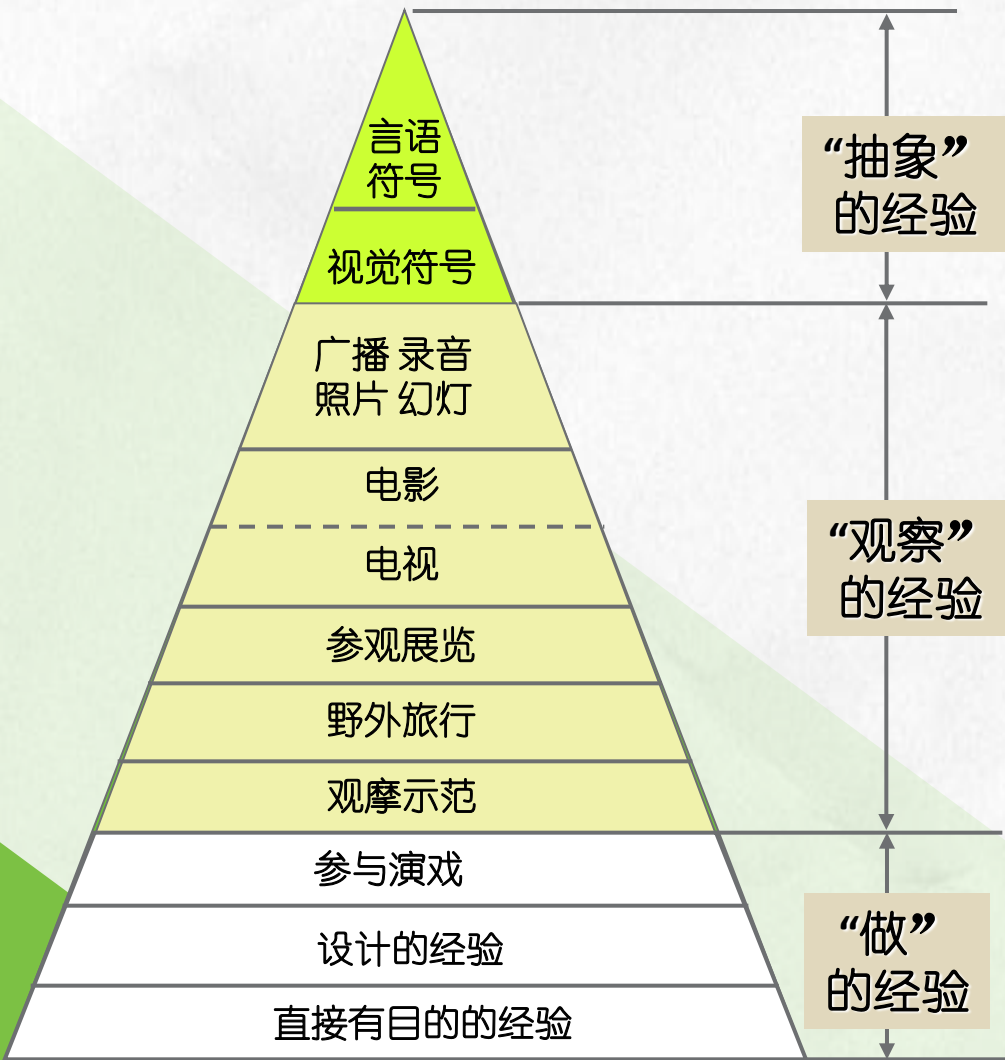 言语
符号
视觉符号
广播 录音
照片 幻灯
电影
电视
参观展览
野外旅行
观摩示范
参与演戏
设计的经验
直接有目的的经验
“抽象”
的经验
“观察”
的经验
“做”
的经验